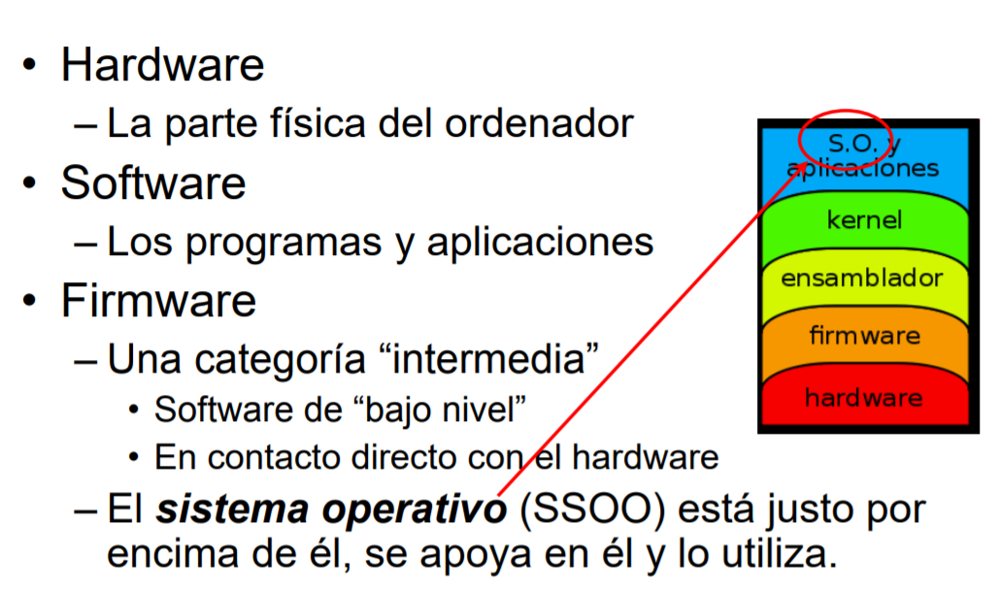 • Hardware
– La parte física del ordenador
• Software
– Los programas y aplicaciones
• Firmware
– Una categoría “intermedia”
• Software de “bajo nivel”
• En contacto directo con el hardware
– El sistema operativo (SSOO) está justo por
encima de él, se apoya en él y lo utiliza.
S.O. y
aplicaciones
kernel
ensamblador
firmware
hardware